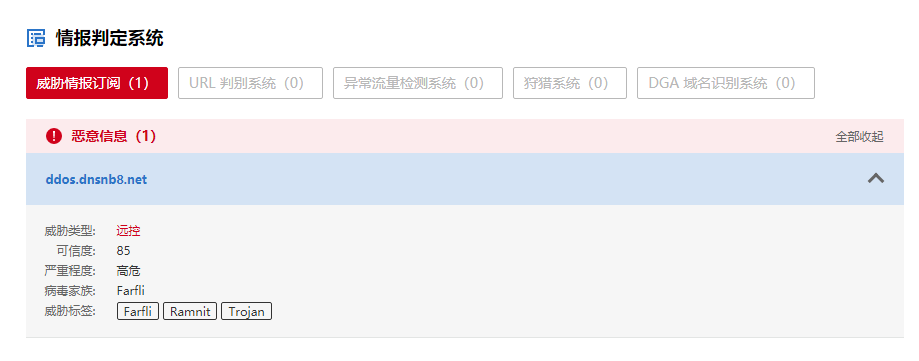 情报判定系统
威胁情报订阅（1） URL 判别系统（0） 异常流量检测系统（0） 狩猎系统（0） DGA 域名识别系统（0）
恶意信息（1） 全部收起
ddos.dnsnb8.net
威胁类型: 远控
可信度: 85
严重程度: 高危
病毒家族: Farfli
威胁标签: Farfli Ramnit Trojan